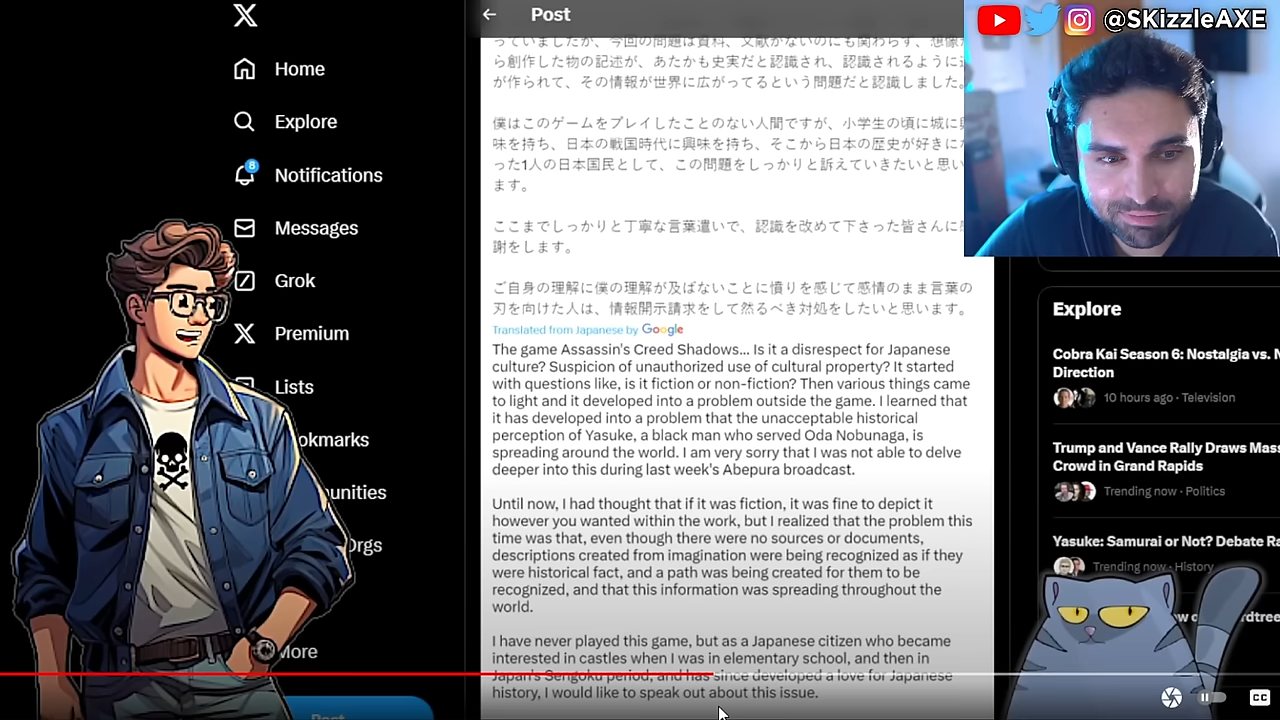 @SKizzleAXE
Post
Home
Explore
8
Notifications
Messages
Grok
Premium
Lists
okmarks
unities
Orgs
More
Post
っていましたが、今回の問題は資料、文献がないのにも関わらず、想像か
ら創作した物の記述が、あたかも史実だと認識され、認識されるように
が作られて、その情報が世界に広がってるという問題だと認識しました。
僕はこのゲームをプレイしたことのない人間ですが、小学生の頃に城に
味を持ち、日本の戦国時代に興味を持ち、そこから日本の歴史が好きにな
った1人の日本国民として、この問題をしっかりと訴えていきたいと思い
ます。
ここまでしっかりと丁寧な言葉遣いで、認識を改めて下さった皆さんに
謝をします。
ご自身の理解に僕の理解が及ばないことに憤りを感じて感情のまま言葉の
刃を向けた人は、情報開示請求をして然るべき対処をしたいと思います。
Translated from Japanese by Google
The game Assassin's Creed Shadows... Is it a disrespect for Japanese
culture? Suspicion of unauthorized use of cultural property? It started
with questions like, is it fiction or non-fiction? Then various things came
to light and it developed into a problem outside the game. I learned that
it has developed into a problem that the unacceptable historical
perception of Yasuke, a black man who served Oda Nobunaga, is
spreading around the world. I am very sorry that I was not able to delve
deeper into this during last week's Abepura broadcast.
Until now, I had thought that if it was fiction, it was fine to depict it
however you wanted within the work, but I realized that the problem this
time was that, even though there were no sources or documents,
descriptions created from imagination were being recognized as if they
were historical fact, and a path was being created for them to be
recognized, and that this information was spreading throughout the
world.
I have never played this game, but as a Japanese citizen who became
interested in castles when I was in elementary school, and then in
Japan's Sengoku period, and has since developed a love for Japanese
history, I would like to speak out about this issue.
Explore
Cobra Kai Season 6: Nostalgia vs.
Direction
10 hours ago · Television
Trump and Vance Rally Draws Mas
Crowd in Grand Rapids
Trending now · Politics
Yasuke: Samurai or Not? Debate Ra
Trending now · History
CC